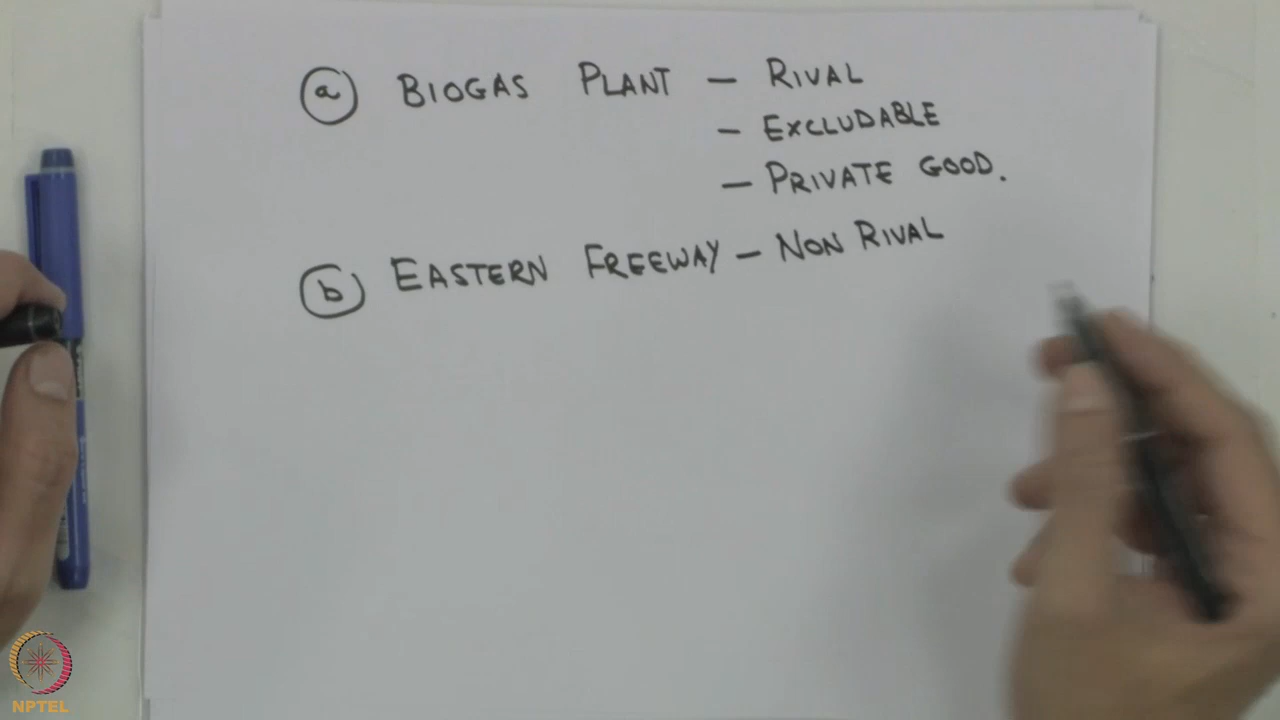 a BIOGAS PLANT – RIVAL
– EXCLUDABLE
– PRIVATE GOOD.
b EASTERN FREEWAY – NON RIVAL
NPTEL